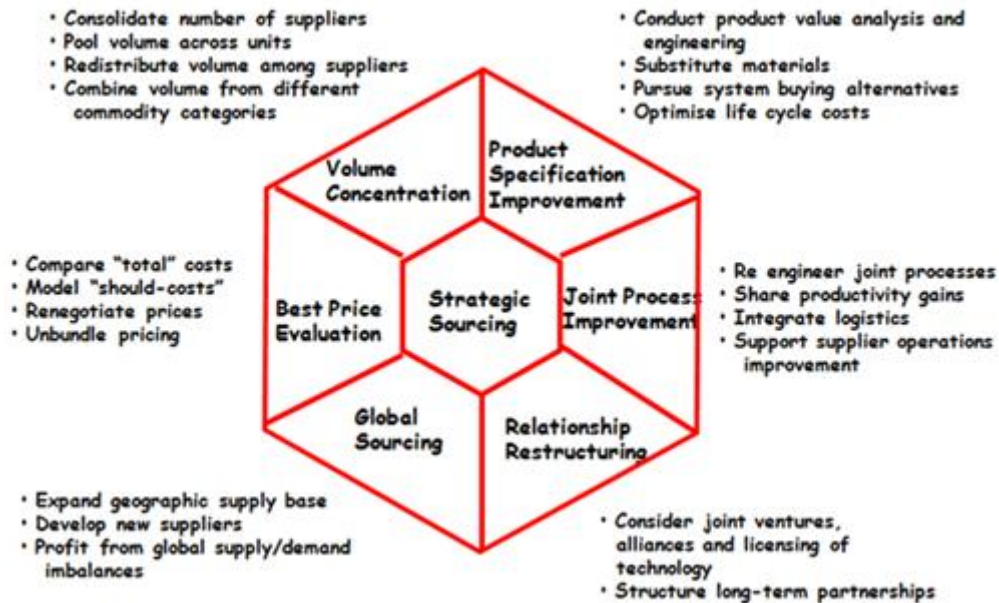 • Consolidate number of suppliers
• Pool volume across units
• Redistribute volume among suppliers
• Combine volume from different
commodity categories
• Conduct product value analysis and
engineering
• Substitute materials
• Pursue system buying alternatives
• Optimise life cycle costs
Volume
Concentration
Product
Specification
Improvement
• Compare “total” costs
• Model “should-costs”
• Renegotiate prices
• Unbundle pricing
Best Price
Evaluation
Strategic
Sourcing
Joint Process
Improvement
• Re engineer joint processes
• Share productivity gains
• Integrate logistics
• Support supplier operations
improvement
Global
Sourcing
Relationship
Restructuring
• Expand geographic supply base
• Develop new suppliers
• Profit from global supply/demand
imbalances
• Consider joint ventures,
alliances and licensing of
technology
• Structure long-term partnerships